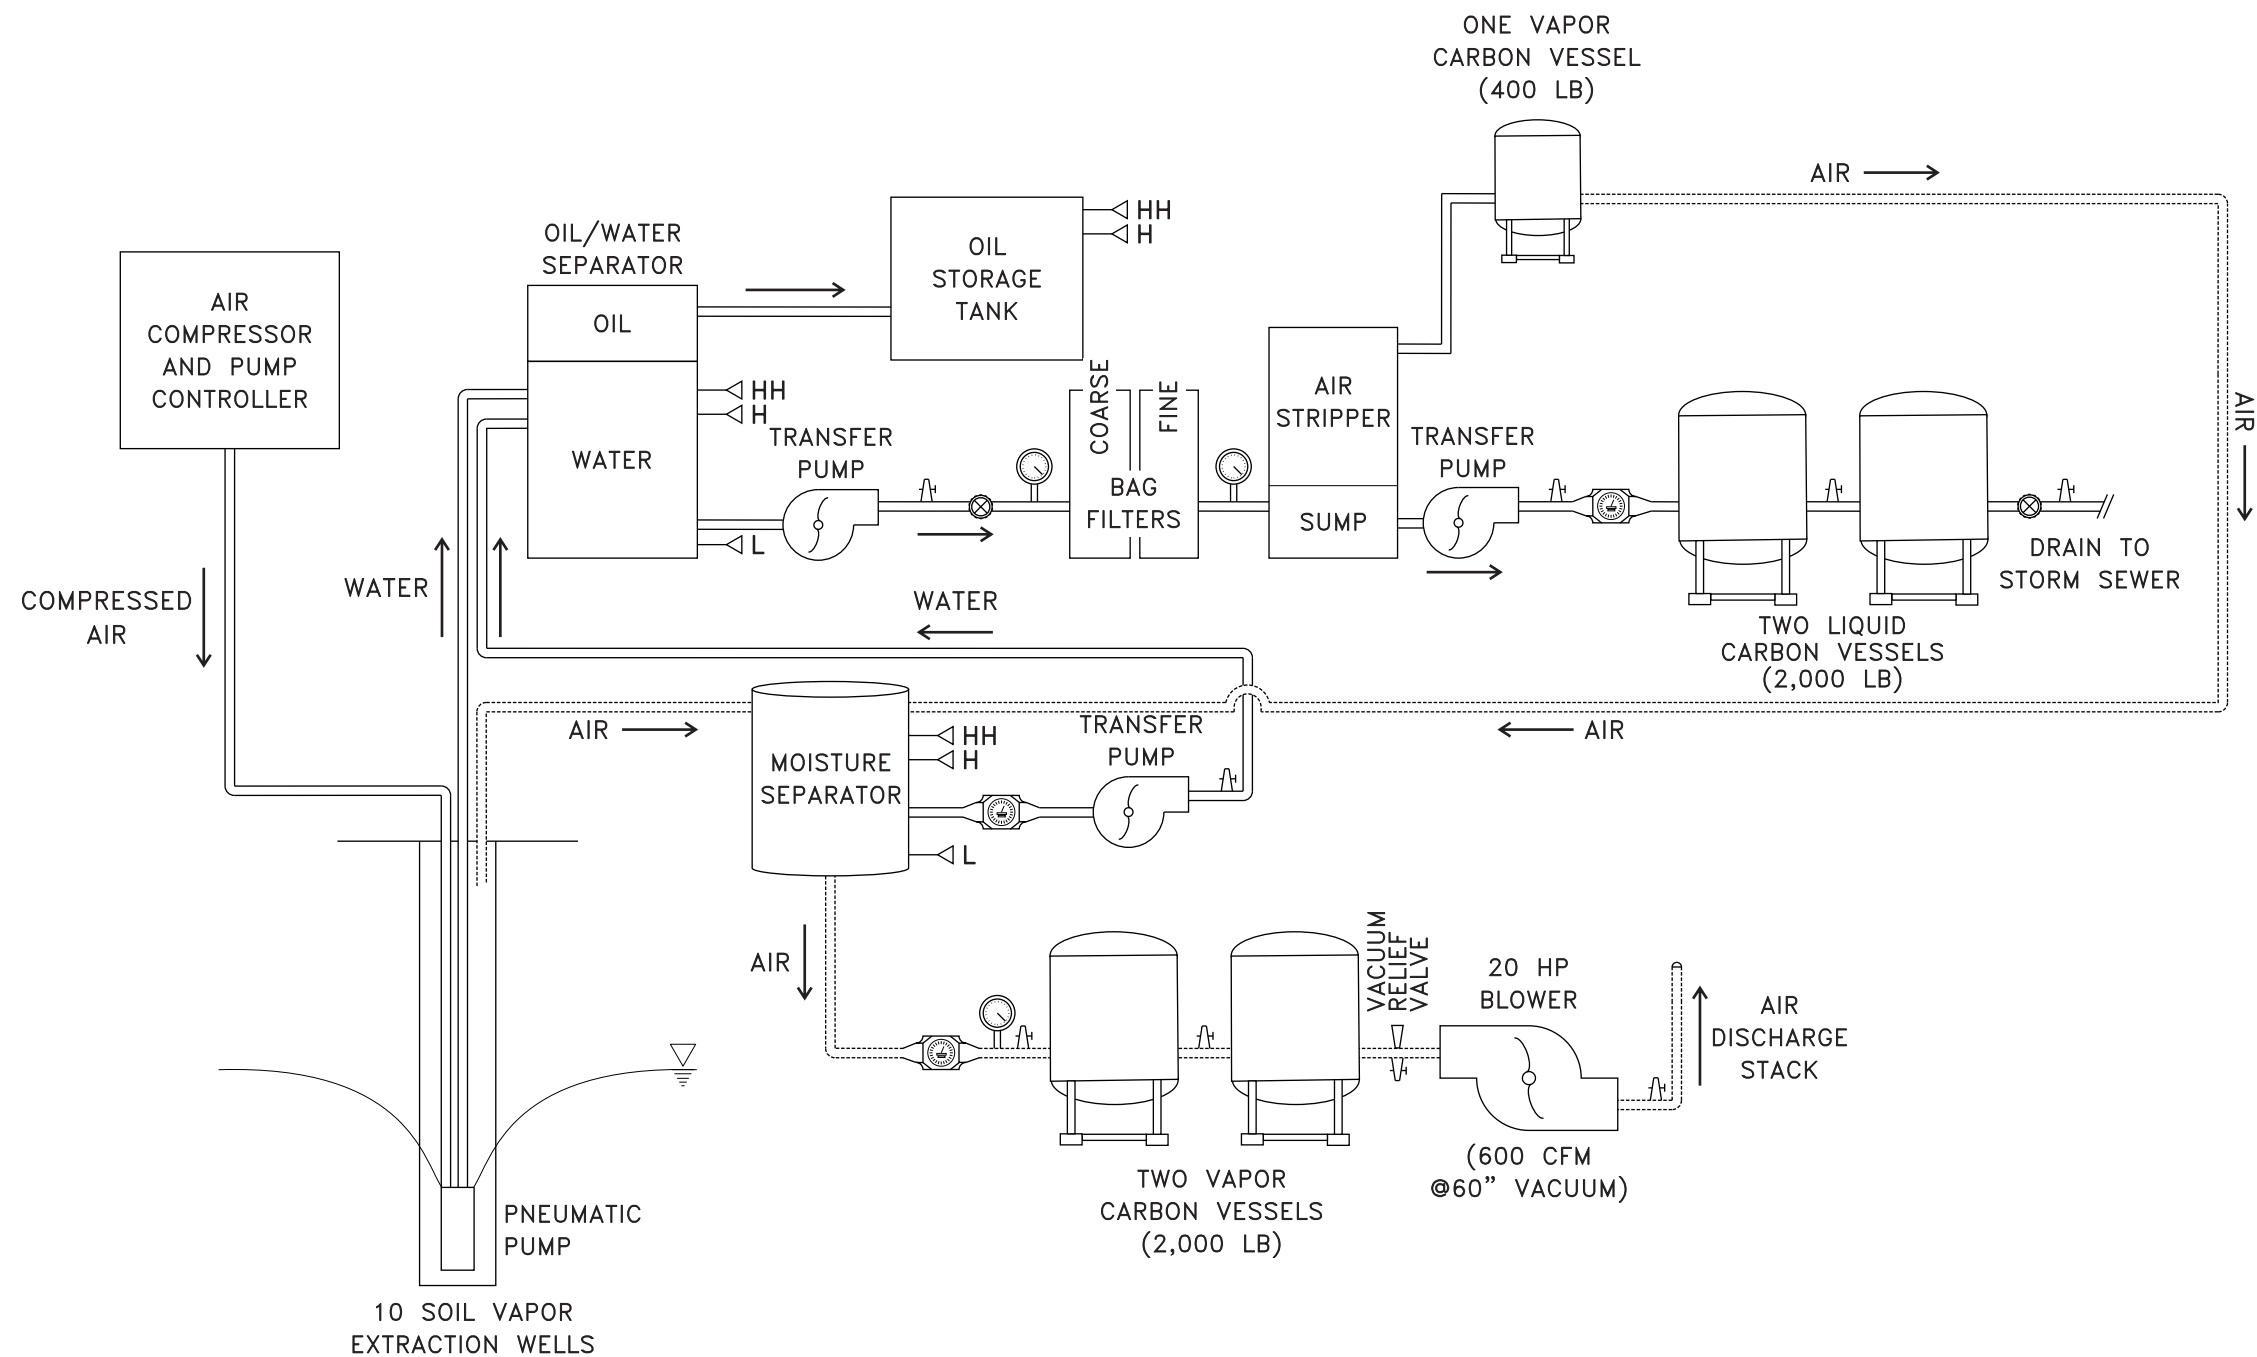 ONE VAPOR
CARBON VESSEL
(400 LB)
AIR
HH
H
OIL/WATER
SEPARATOR
OIL
STORAGE
TANK
AIR
COMPRESSOR
AND PUMP
CONTROLLER
OIL
HH
H
WATER
L
TRANSFER
PUMP
COARSE
FINE
BAG
FILTERS
AIR
STRIPPER
SUMP
TRANSFER
PUMP
AIR
DRAIN TO
STORM SEWER
TWO LIQUID
CARBON VESSELS
(2,000 LB)
COMPRESSED
AIR
WATER
WATER
AIR
AIR
MOISTURE
SEPARATOR
HH
H
L
TRANSFER
PUMP
AIR
VACUUM
RELIEF
VALVE
20 HP
BLOWER
AIR
DISCHARGE
STACK
(600 CFM
@60” VACUUM)
TWO VAPOR
CARBON VESSELS
(2,000 LB)
PNEUMATIC
PUMP
10 SOIL VAPOR
EXTRACTION WELLS